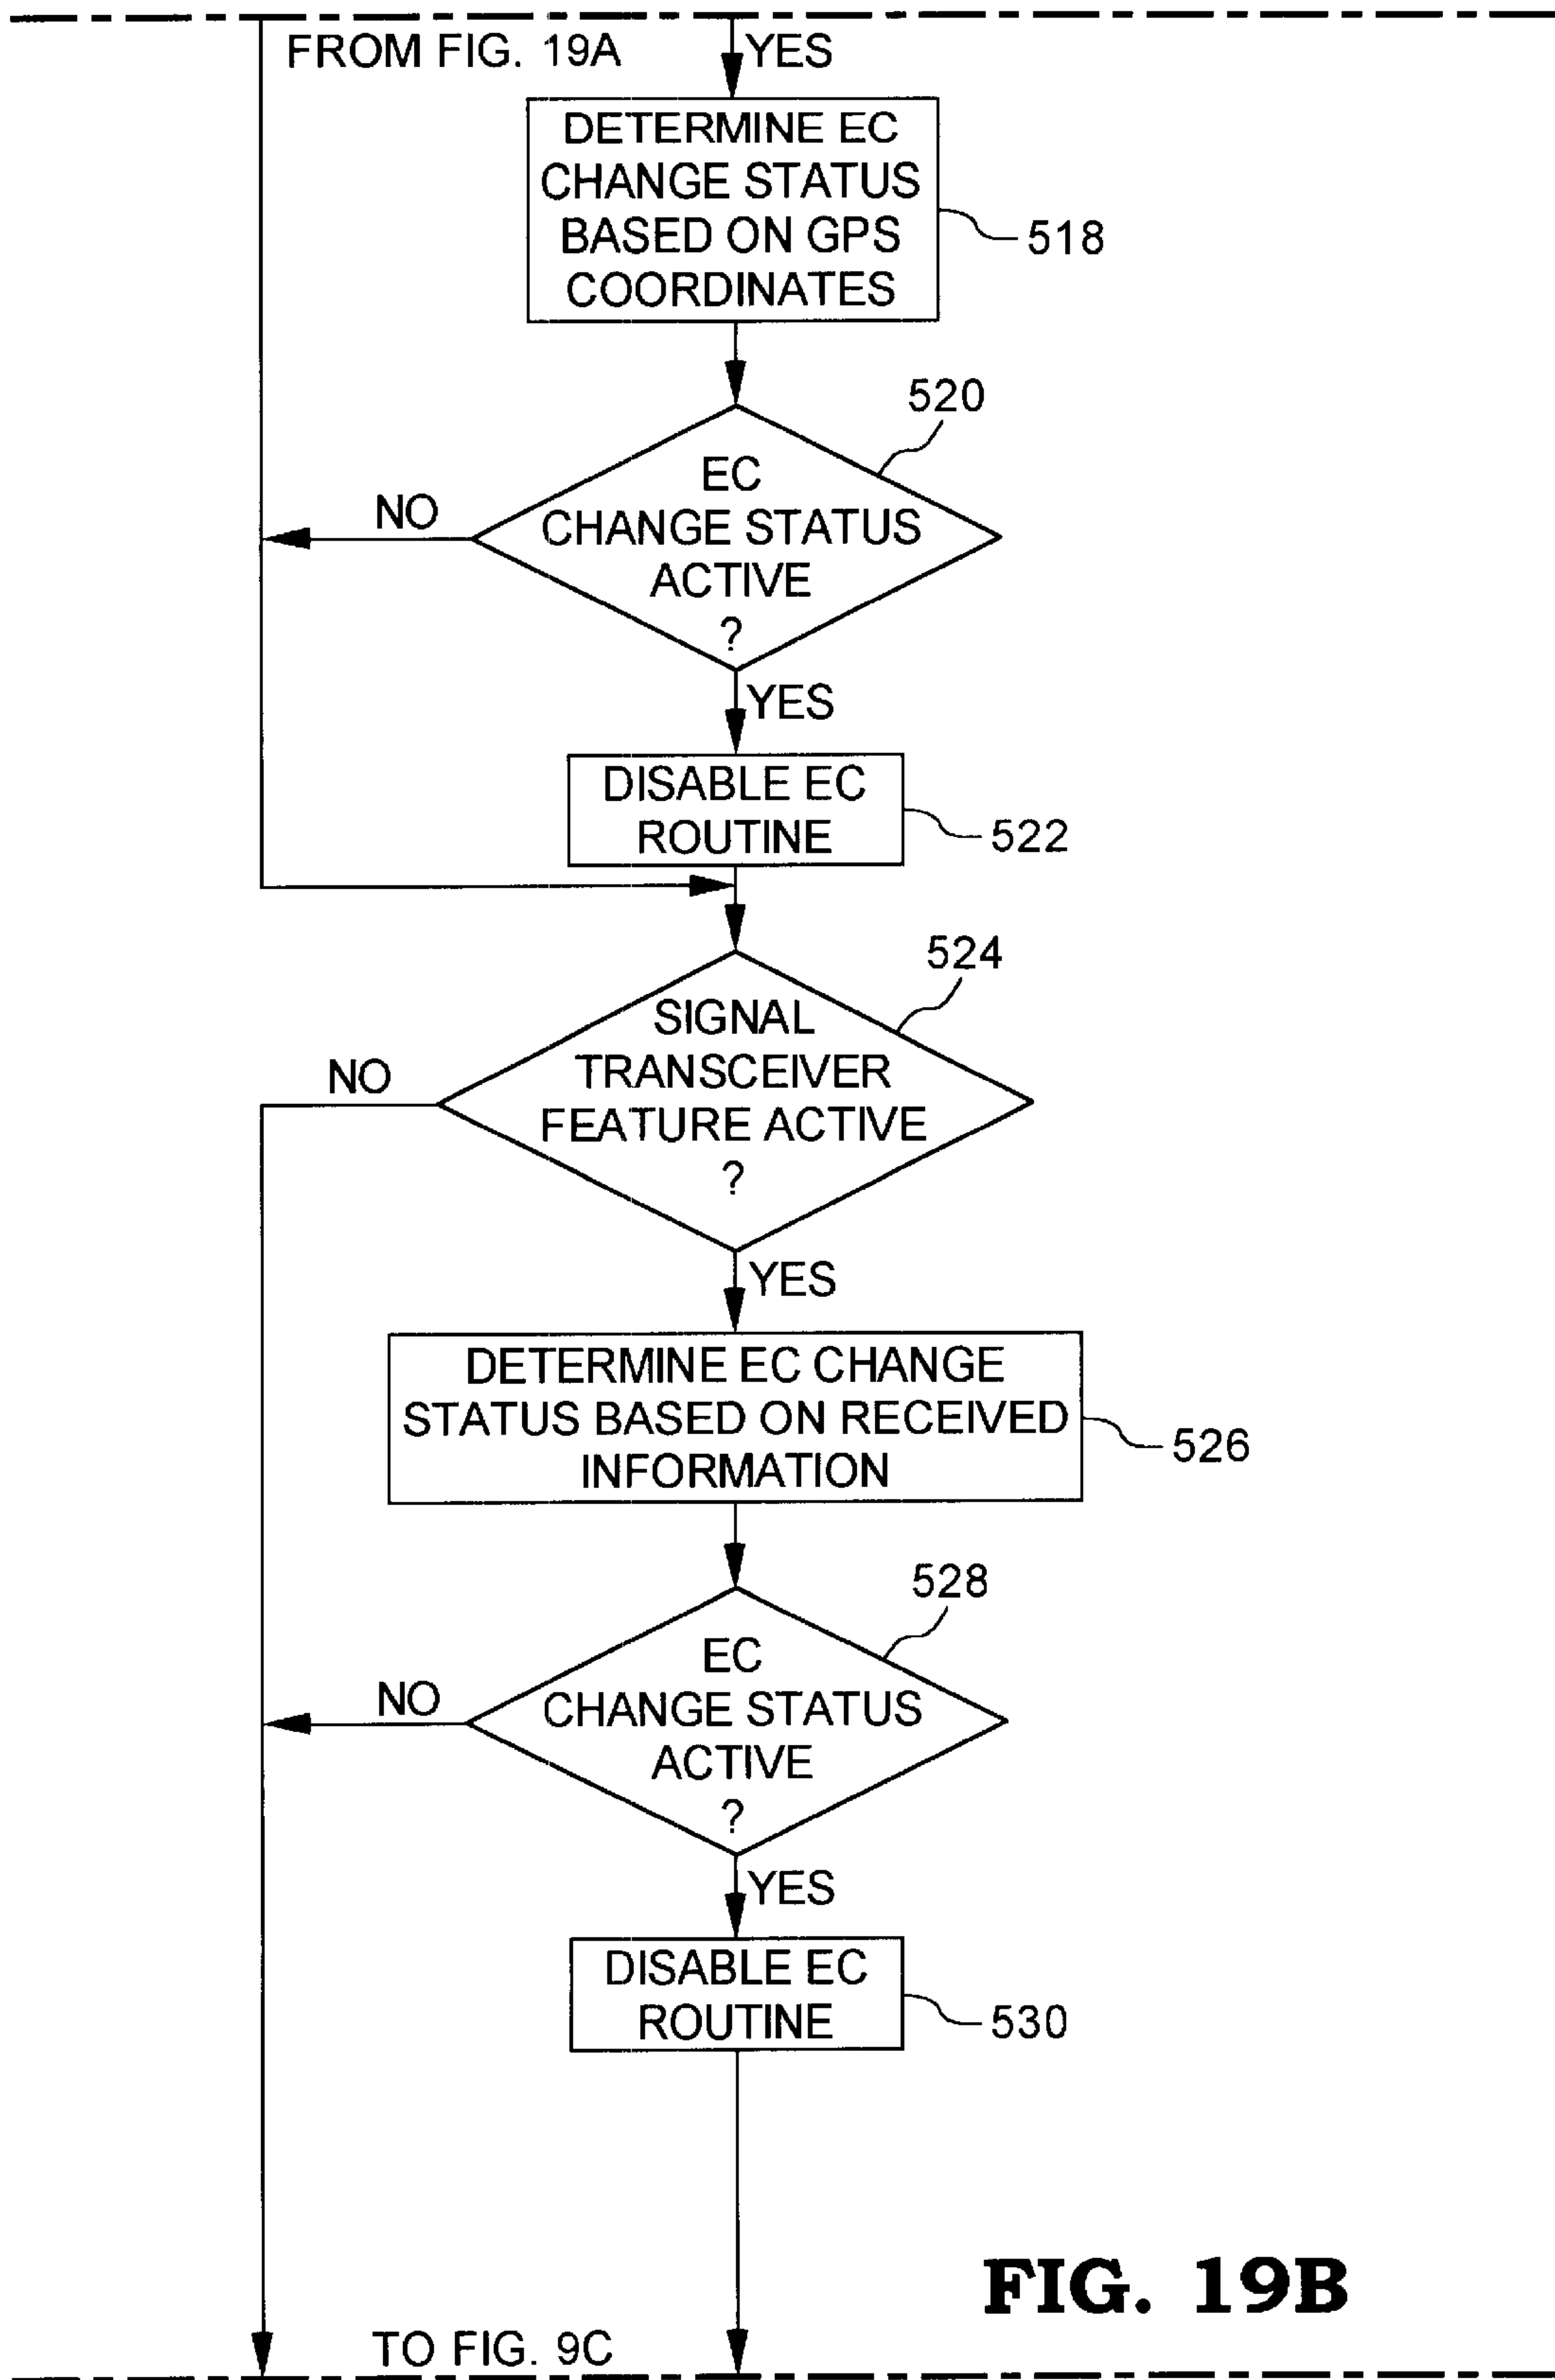 FROM FIG. 19A
YES
DETERMINE EC
CHANGE STATUS
BASED ON GPS
COORDINATES
518
520
EC
CHANGE STATUS
ACTIVE
?
NO
YES
DISABLE EC
ROUTINE
522
524
SIGNAL
TRANSCEIVER
FEATURE ACTIVE
?
NO
YES
DETERMINE EC CHANGE
STATUS BASED ON RECEIVED
INFORMATION
526
528
EC
CHANGE STATUS
ACTIVE
?
NO
YES
DISABLE EC
ROUTINE
530
FIG. 19B
TO FIG. 9C